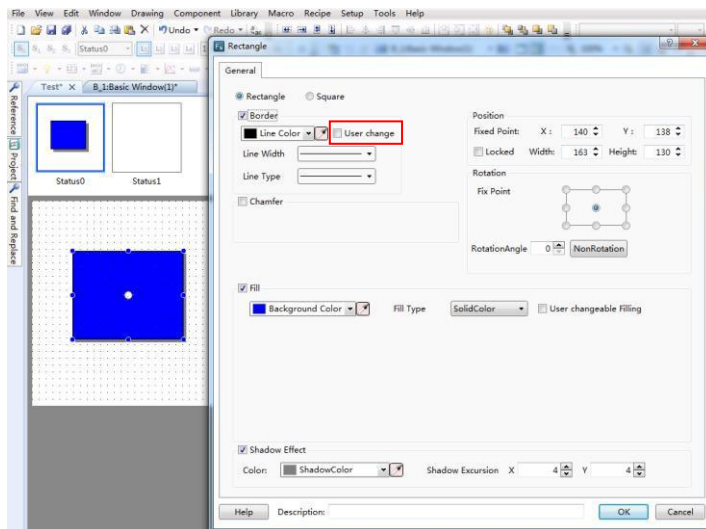 File View Edit Window Drawing Component Library Macro Recipe Setup Tools Help
Undo Redo
Status0
Rectangle
Test* X B_1:Basic Window(1)*
Reference
Project
Find and Replace
Status0 Status1
General
Rectangle Square
Border
Line Color User change
Line Width
Line Type
Chamfer
Position
Fixed Point: X: 140 Y: 138
Locked Width: 163 Height: 130
Rotation
Fix Point
RotationAngle 0 NonRotation
Fill
Background Color Fill Type SolidColor User changeable Filling
Shadow Effect
Color: ShadowColor Shadow Excursion X 4 Y 4
Help Description: OK Cancel